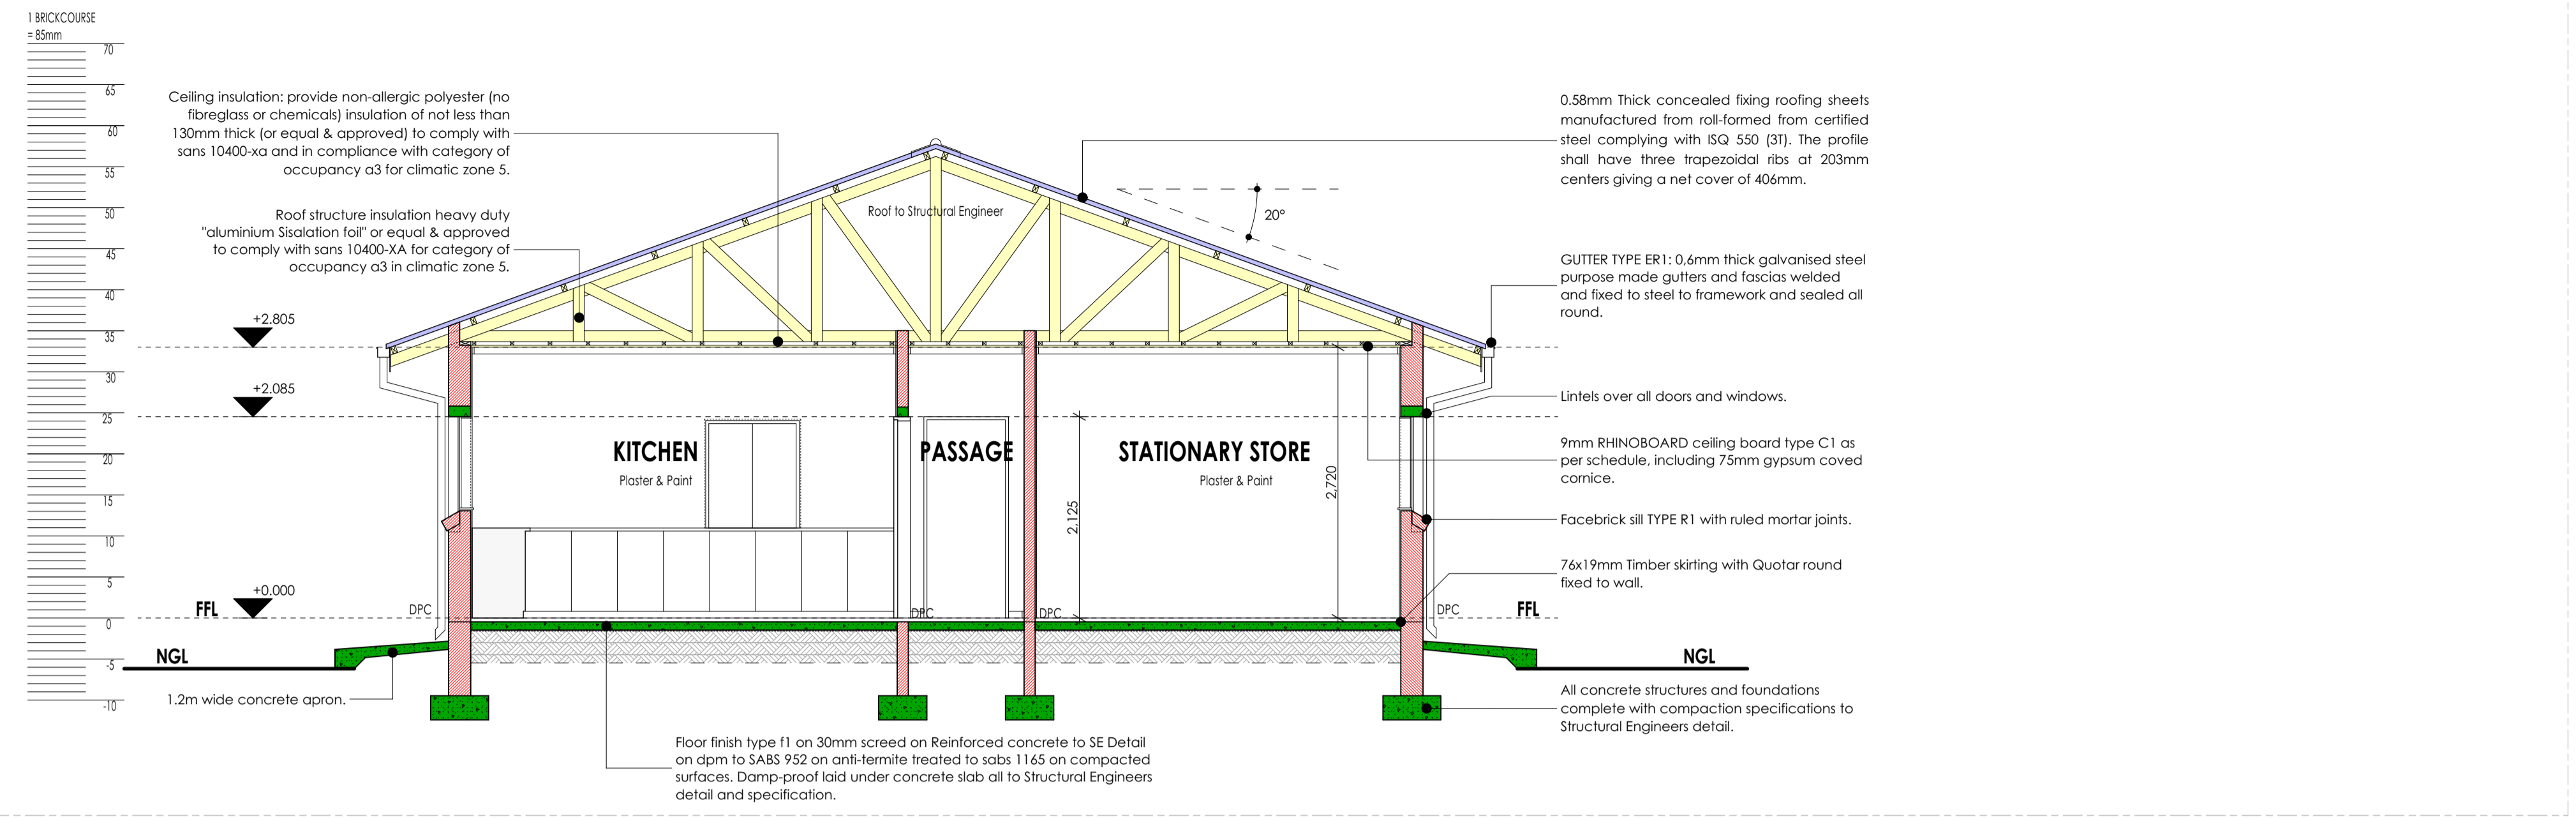 1 BRICKCOURSE
= 85mm
70
65
60
55
50
45
40
35
30
25
20
15
10
5
0
-5
-10
Ceiling insulation: provide non-allergic polyester (no
fibreglass or chemicals) insulation of not less than
130mm thick (or equal & approved) to comply with
sans 10400-xa and in compliance with category of
occupancy a3 for climatic zone 5.
Roof structure insulation heavy duty
"aluminium Sisalation foil" or equal & approved
to comply with sans 10400-XA for category of
occupancy a3 in climatic zone 5.
+2.805
+2.085
+0.000
FFL
DPC
NGL
1.2m wide concrete apron.
Roof to Structural Engineer
20°
KITCHEN
Plaster & Paint
PASSAGE
STATIONARY STORE
Plaster & Paint
2,125
2,720
DPC
DPC
DPC
FFL
NGL
0.58mm Thick concealed fixing roofing sheets
manufactured from roll-formed from certified
steel complying with ISQ 550 (3T). The profile
shall have three trapezoidal ribs at 203mm
centers giving a net cover of 406mm.
GUTTER TYPE ER1: 0,6mm thick galvanised steel
purpose made gutters and fascias welded
and fixed to steel to framework and sealed all
round.
Lintels over all doors and windows.
9mm RHINOBOARD ceiling board type C1 as
per schedule, including 75mm gypsum coved
cornice.
Facebrick sill TYPE R1 with ruled mortar joints.
76x19mm Timber skirting with Quotar round
fixed to wall.
All concrete structures and foundations
complete with compaction specifications to
Structural Engineers detail.
Floor finish type f1 on 30mm screed on Reinforced concrete to SE Detail
on dpm to SABS 952 on anti-termite treated to sabs 1165 on compacted
surfaces. Damp-proof laid under concrete slab all to Structural Engineers
detail and specification.